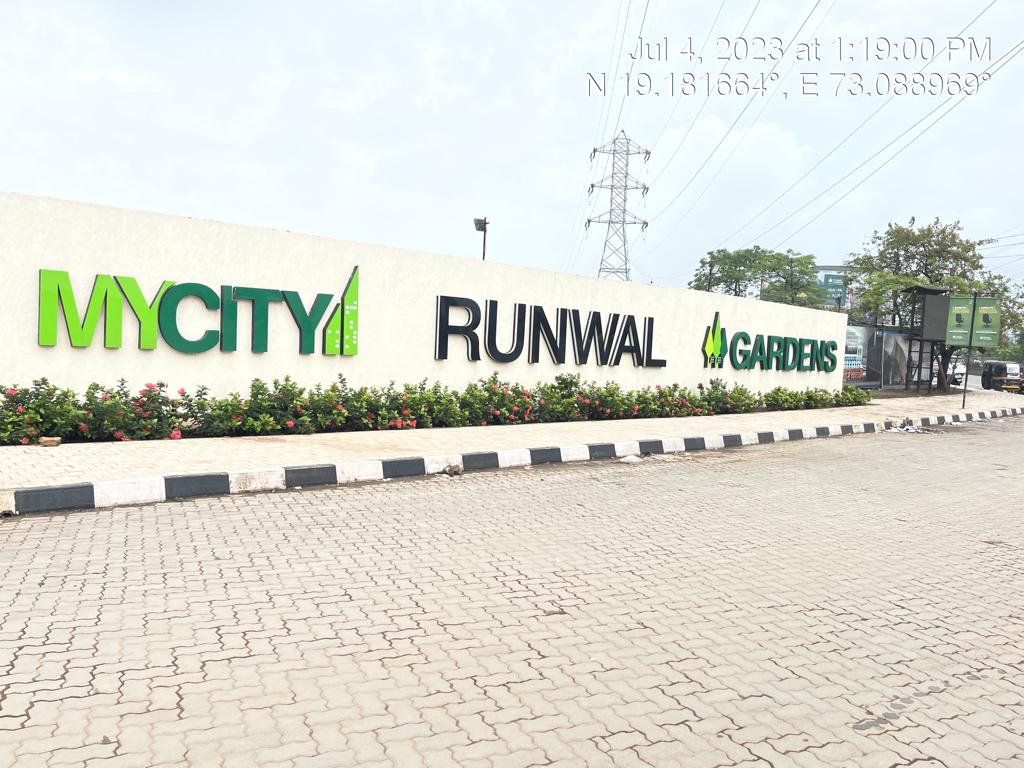 Jul 4, 2023 at 1:19:00 PM
N 19.181664°, E 73.088969°
MYCITY RUNWAL GARDENS